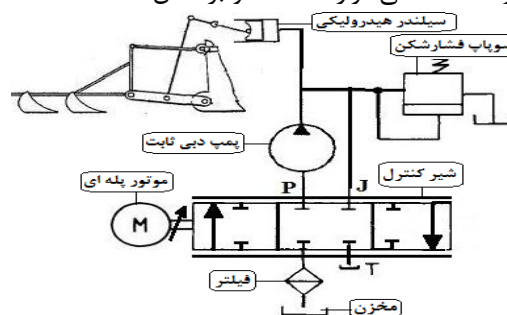 سیلندر هیدرولیکی
سوپاپ فشارشکن
پمپ دبی ثابت
P
J
شیر کنترل
موتور پله ای
M
T
فیلتر
مخزن